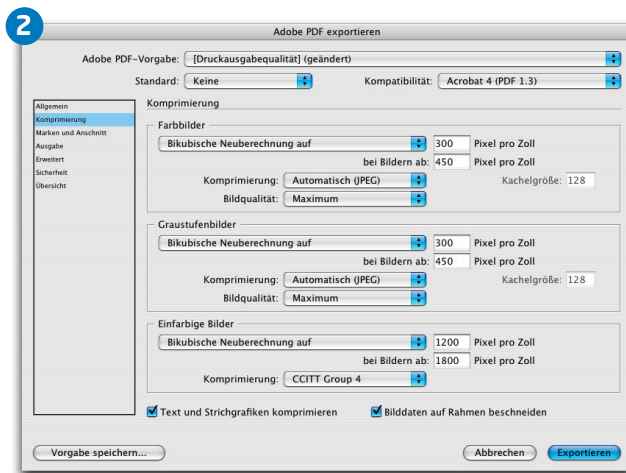 2
Adobe PDF exportieren
Adobe PDF-Vorgabe: [Druckausgabequalität] (geändert)
Standard: Keine Kompatibilität: Acrobat 4 (PDF 1.3)
Allgemein
Komprimierung
Marken und Anschnitt
Ausgabe
Erweitert
Sicherheit
Übersicht
Komprimierung
Farbbilder
Bikubische Neuberechnung auf 300 Pixel pro Zoll
bei Bildern ab: 450 Pixel pro Zoll
Komprimierung: Automatisch (JPEG) Kachelgröße: 128
Bildqualität: Maximum
Graustufenbilder
Bikubische Neuberechnung auf 300 Pixel pro Zoll
bei Bildern ab: 450 Pixel pro Zoll
Komprimierung: Automatisch (JPEG) Kachelgröße: 128
Bildqualität: Maximum
Einfarbige Bilder
Bikubische Neuberechnung auf 1200 Pixel pro Zoll
bei Bildern ab: 1800 Pixel pro Zoll
Komprimierung: CCITT Group 4
Text und Strichgrafiken komprimieren Bilddaten auf Rahmen beschneiden
Vorgabe speichern... Abbrechen Exportieren